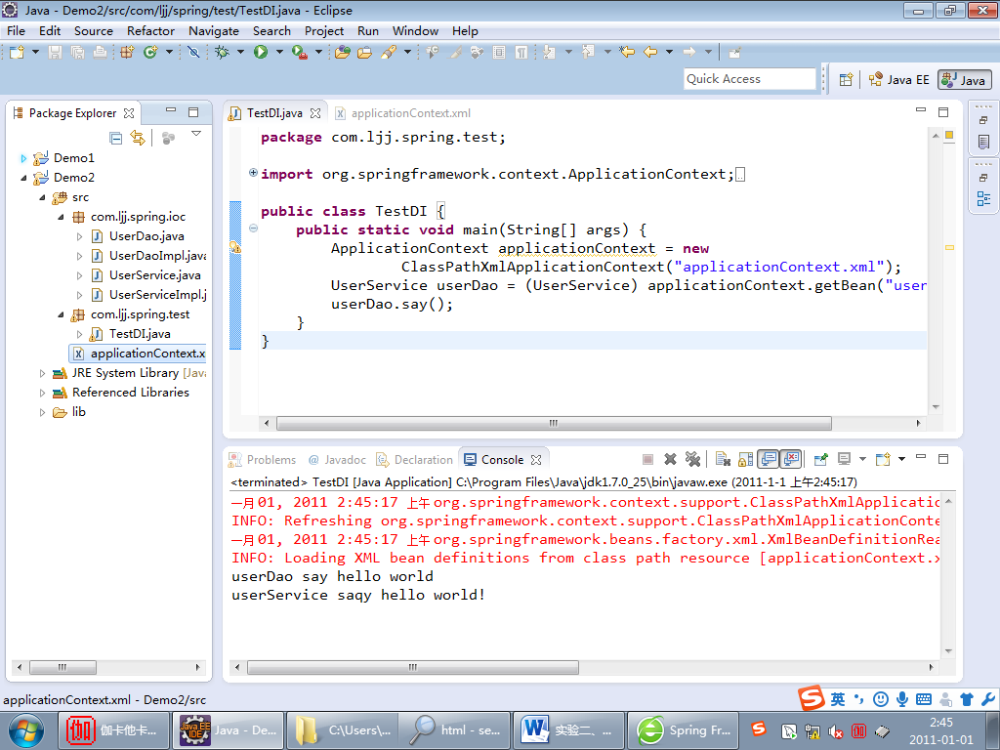 Java - Demo2/src/com/ljj/spring/test/TestDI.java - Eclipse
File Edit Source Refactor Navigate Search Project Run Window Help
Quick Access
Java EE
Java
Package Explorer
Demo1
Demo2
src
com.ljj.spring.ioc
UserDao.java
UserDaoImpl.java
UserService.java
UserServiceImpl.j
com.ljj.spring.test
TestDI.java
applicationContext.x
JRE System Library [Java
Referenced Libraries
lib
TestDI.java
applicationContext.xml
package com.ljj.spring.test;
import org.springframework.context.ApplicationContext;
public class TestDI {
public static void main(String[] args) {
ApplicationContext applicationContext = new
ClassPathXmlApplicationContext("applicationContext.xml");
UserService userDao = (UserService) applicationContext.getBean("user
userDao.say();
}
}
Problems @ Javadoc Declaration Console
<terminated> TestDI [Java Application] C:\Program Files\Java\jdk1.7.0_25\bin\javaw.exe (2011-1-1 上午2:45:17)
一月 01, 2011 2:45:17 上午 org.springframework.context.support.ClassPathXmlApplicatio
INFO: Refreshing org.springframework.context.support.ClassPathXmlApplicationConte
一月 01, 2011 2:45:17 上午 org.springframework.beans.factory.xml.XmlBeanDefinitionRea
INFO: Loading XML bean definitions from class path resource [applicationContext.x
userDao say hello world
userService saqy hello world!
applicationContext.xml - Demo2/src
英
伽 伽卡他卡...
Java EE IDE
Java - De...
C:\Users\...
html - se...
实验二、...
Spring Fr...
2:45
2011-01-01